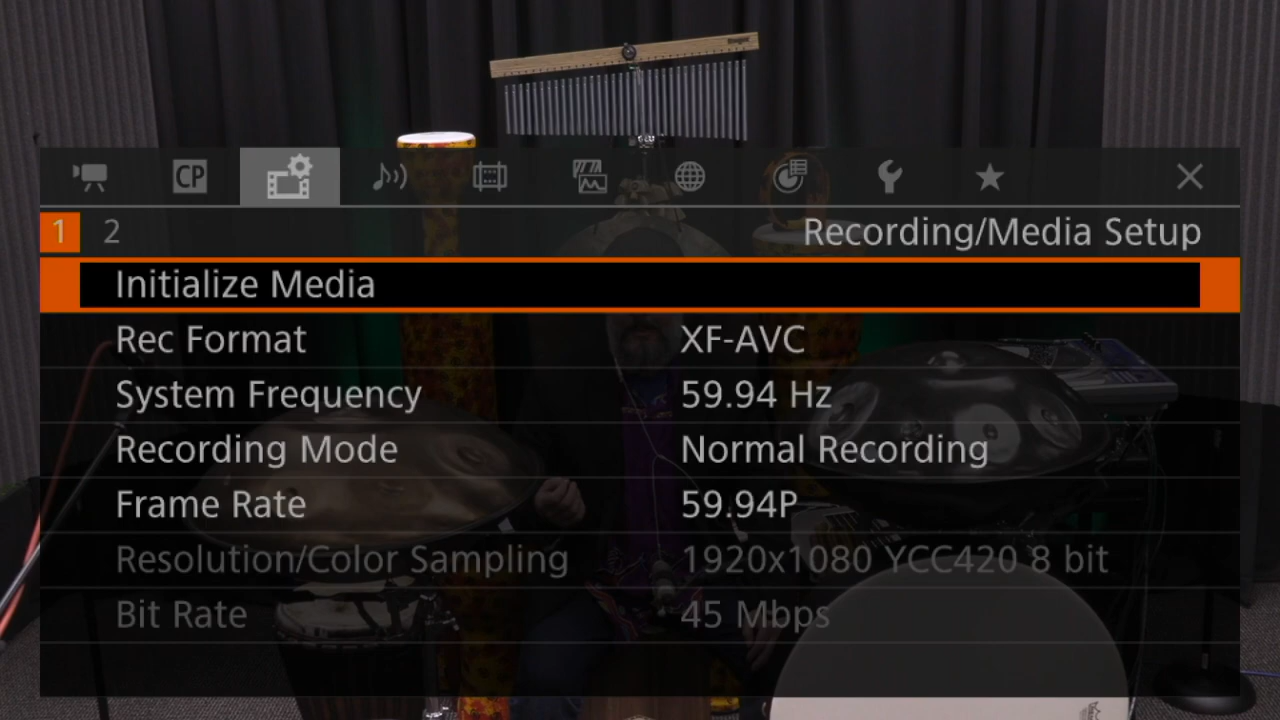 CP
1 2 Recording/Media Setup
Initialize Media
Rec Format XF-AVC
System Frequency 59.94 Hz
Recording Mode Normal Recording
Frame Rate 59.94P
Resolution/Color Sampling 1920x1080 YCC420 8 bit
Bit Rate 45 Mbps